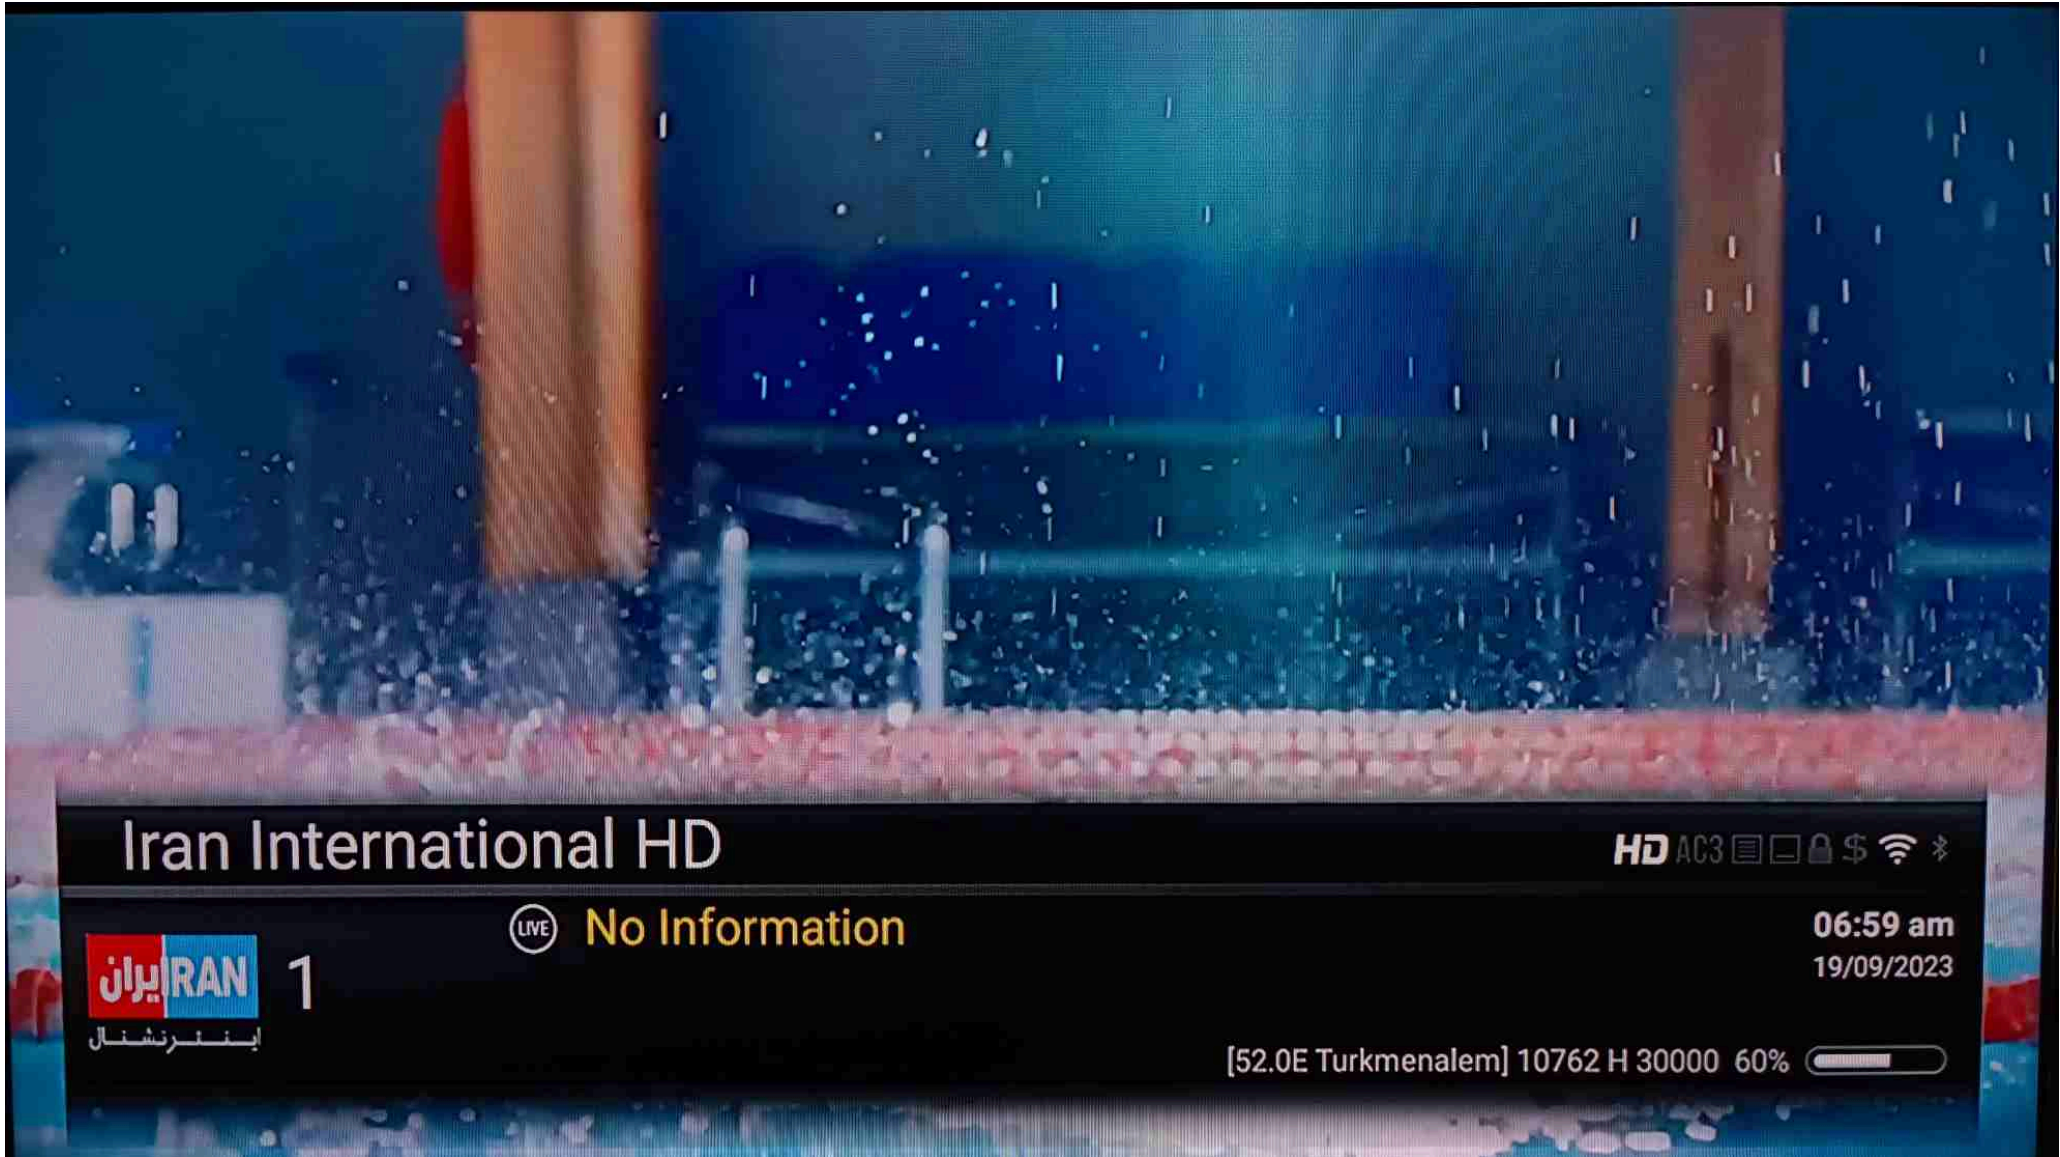 Iran International HD
HD AC3 $
LIVE No Information
06:59 am
19/09/2023
ایران IRAN
اینترنشنال
1
[52.0E Turkmenalem] 10762 H 30000 60%